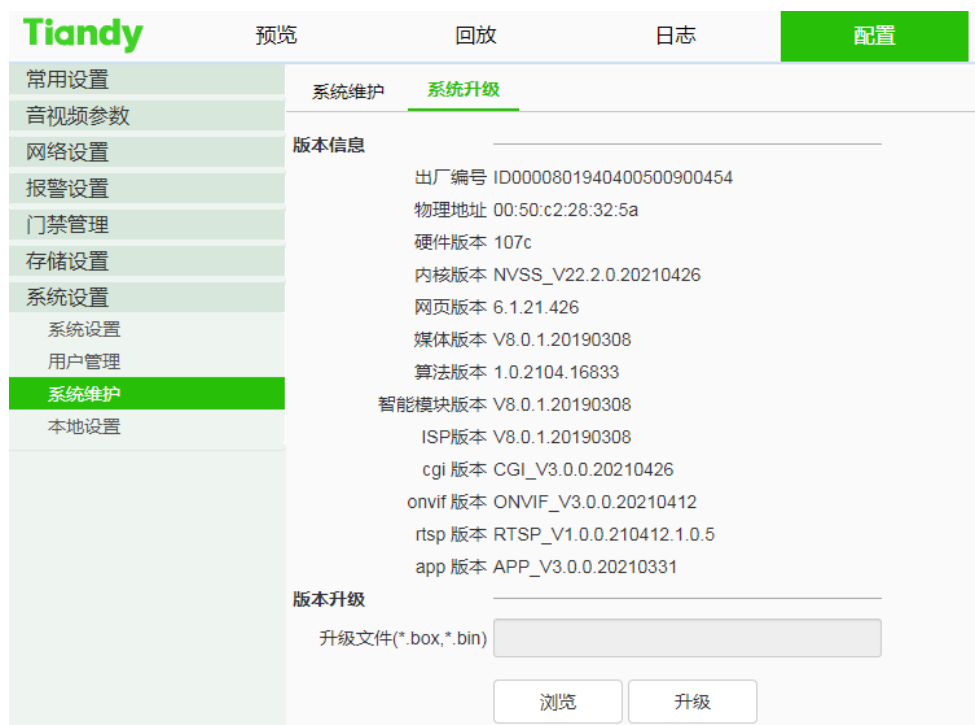 Tiandy 预览 回放 日志 配置
常用设置
音视频参数
网络设置
报警设置
门禁管理
存储设置
系统设置
系统设置
用户管理
系统维护
本地设置
系统维护 系统升级
版本信息
出厂编号 ID0000801940400500900454
物理地址 00:50:c2:28:32:5a
硬件版本 107c
内核版本 NVSS_V22.2.0.20210426
网页版本 6.1.21.426
媒体版本 V8.0.1.20190308
算法版本 1.0.2104.16833
智能模块版本 V8.0.1.20190308
ISP版本 V8.0.1.20190308
cgi 版本 CGI_V3.0.0.20210426
onvif 版本 ONVIF_V3.0.0.20210412
rtsp 版本 RTSP_V1.0.0.210412.1.0.5
app 版本 APP_V3.0.0.20210331
版本升级
升级文件(*.box,*.bin)
浏览 升级